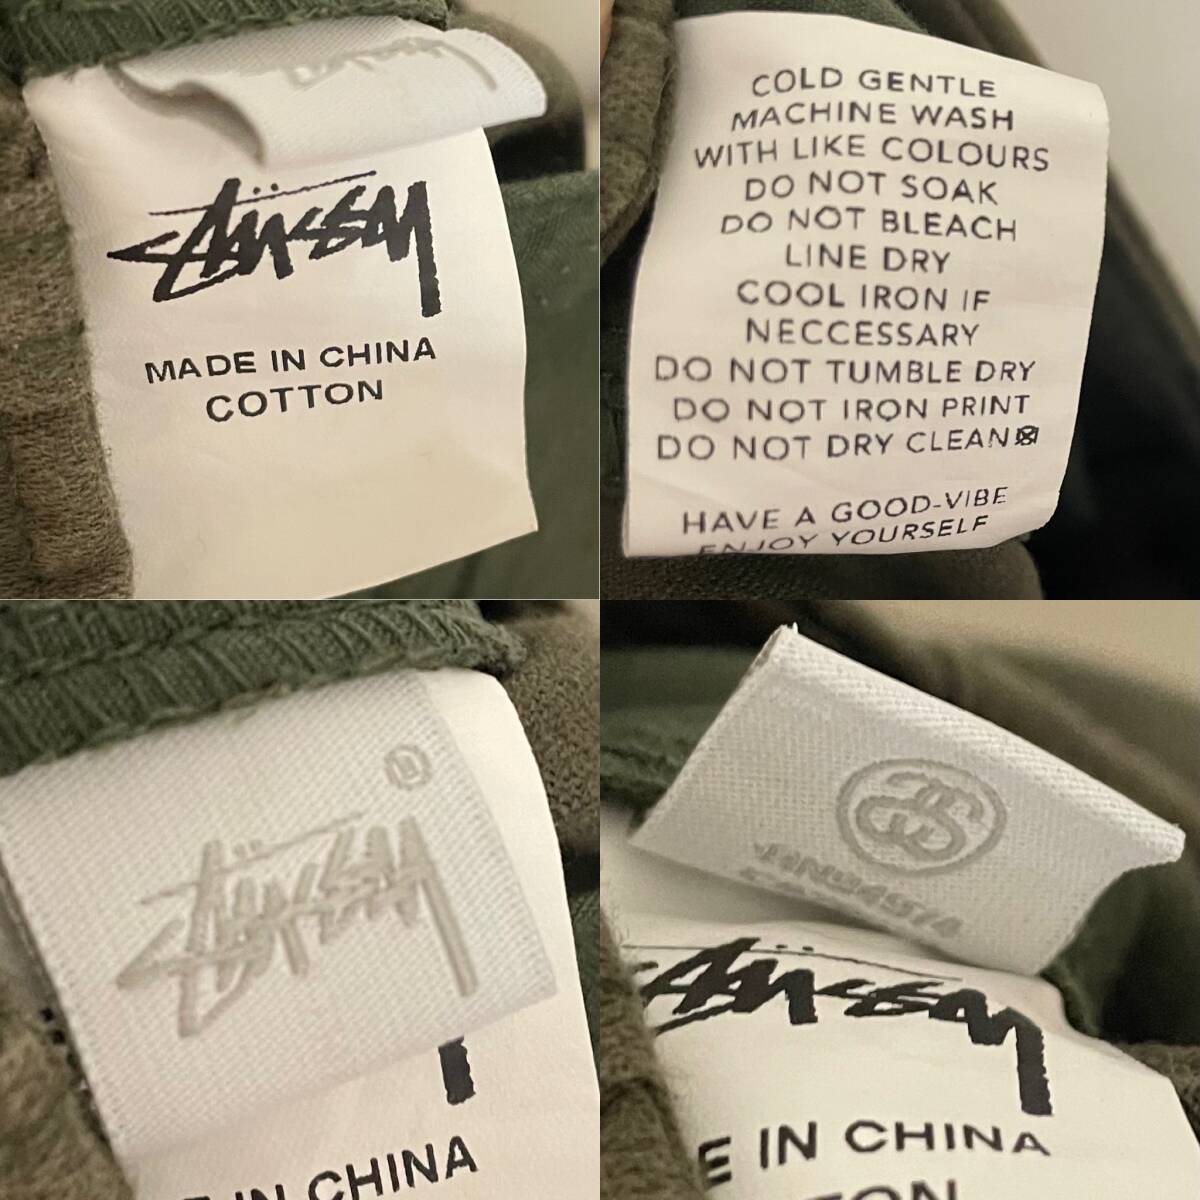 STÜSSY
MADE IN CHINA
COTTON
COLD GENTLE
MACHINE WASH
WITH LIKE COLOURS
DO NOT SOAK
DO NOT BLEACH
LINE DRY
COOL IRON IF
NECCESSARY
DO NOT TUMBLE DRY
DO NOT IRON PRINT
DO NOT DRY CLEAN
HAVE A GOOD-VIBE
ENJOY YOURSELF
STÜSSY
IN CHINA
STÜSSY
E IN CHINA